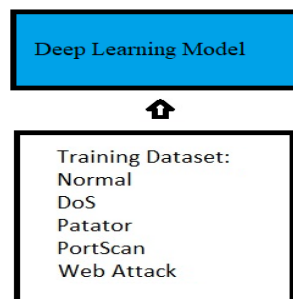 Deep Learning Model
Training Dataset:
Normal
DoS
Patator
PortScan
Web Attack